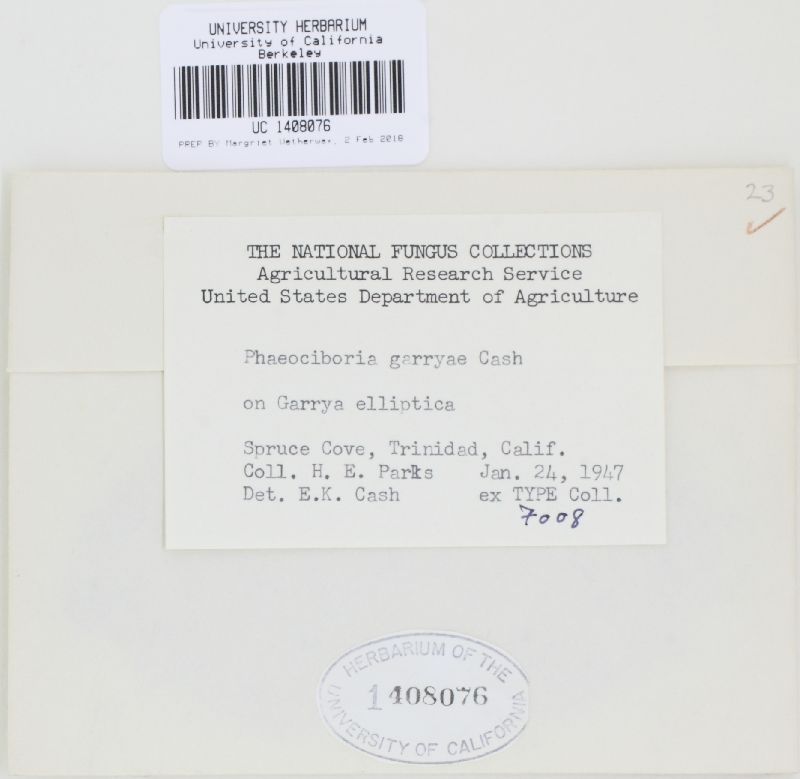 UNIVERSITY HERBARIUM
University of California
Berkeley
UC 1408076
PREP BY Margriet Wetherwax, 2 Feb 2018
23
THE NATIONAL FUNGUS COLLECTIONS
Agricultural Research Service
United States Department of Agriculture
Phaeociboria garryae Cash
on Garrya elliptica
Spruce Cove, Trinidad, Calif.
Coll. H. E. Parks Jan. 24, 1947
Det. E.K. Cash ex TYPE Coll.
7008
HERBARIUM OF THE
1408076
UNIVERSITY OF CALIFORNIA